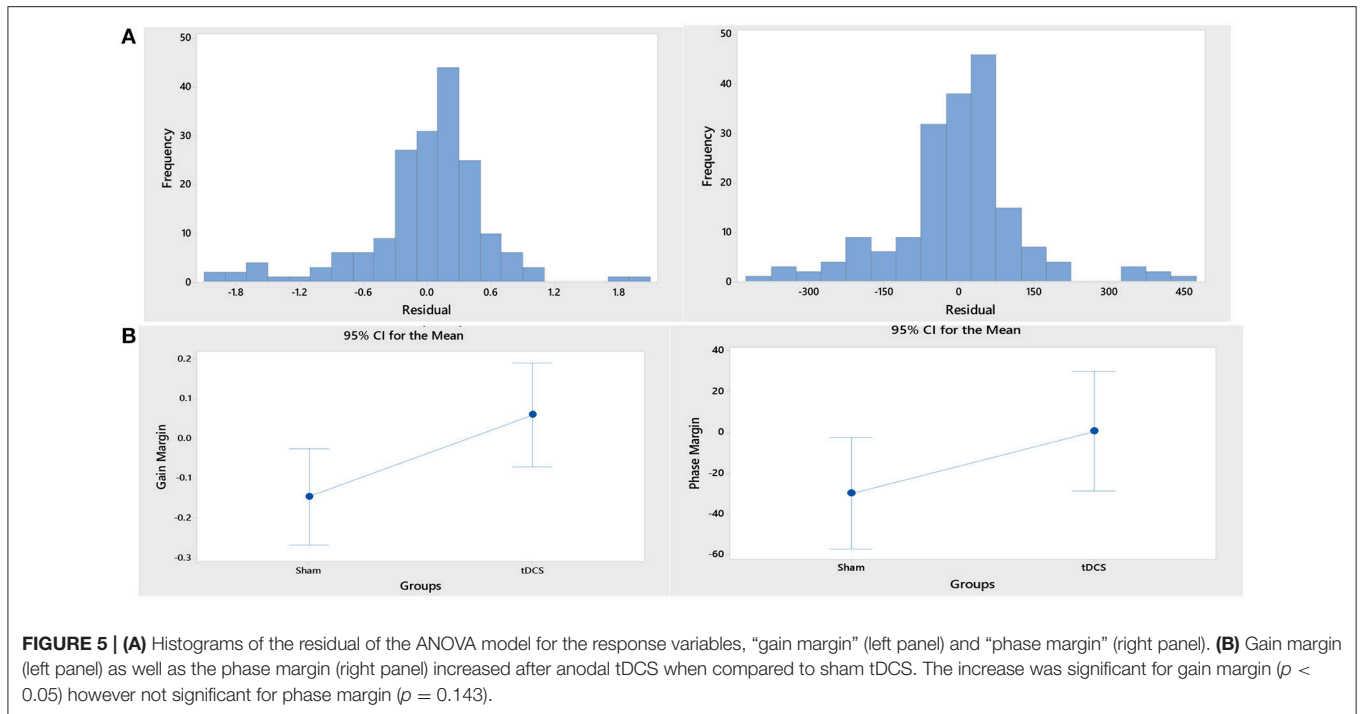 A
50
40
30
20
10
0
Frequency
-1.8 -1.2 -0.6 0.0 0.6 1.2 1.8
Residual
50
40
30
20
10
0
Frequency
-300 -150 0 150 300 450
Residual
B
95% CI for the Mean
0.2
0.1
0.0
-0.1
-0.2
-0.3
Gain Margin
Sham tDCS
Groups
95% CI for the Mean
40
20
0
-20
-40
-60
Phase Margin
Sham tDCS
Groups
FIGURE 5 | (A) Histograms of the residual of the ANOVA model for the response variables, “gain margin” (left panel) and “phase margin” (right panel). (B) Gain margin
(left panel) as well as the phase margin (right panel) increased after anodal tDCS when compared to sham tDCS. The increase was significant for gain margin (p <
0.05) however not significant for phase margin (p = 0.143).